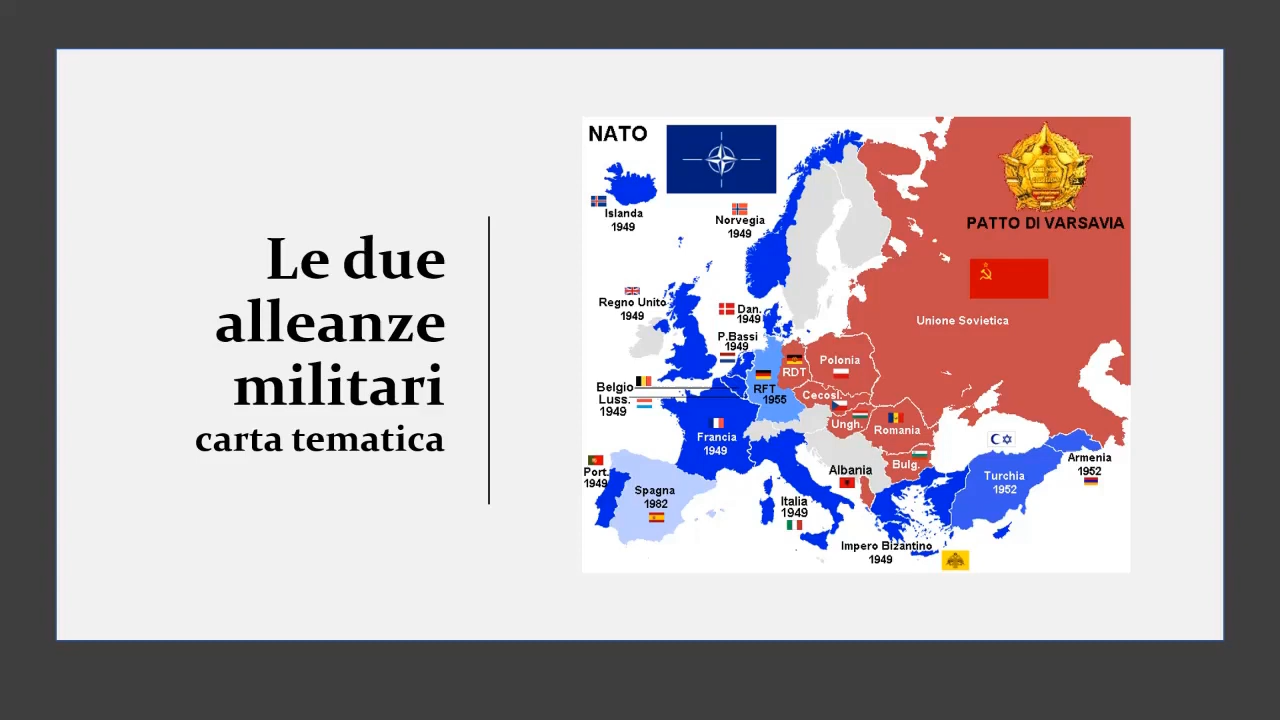 Le due
alleanze
militari
carta tematica
NATO
PATTO DI VARSAVIA
Islanda
1949
Norvegia
1949
Unione Sovietica
Regno Unito
1949
Dan.
1949
P.Bassi
1949
RDT
Polonia
Belgio
Luss.
1949
RFT
1955
Cecosl.
Francia
1949
Ungh.
Romania
Bulg.
Albania
Armenia
1952
Turchia
1952
Port.
1949
Spagna
1982
Italia
1949
Impero Bizantino
1949